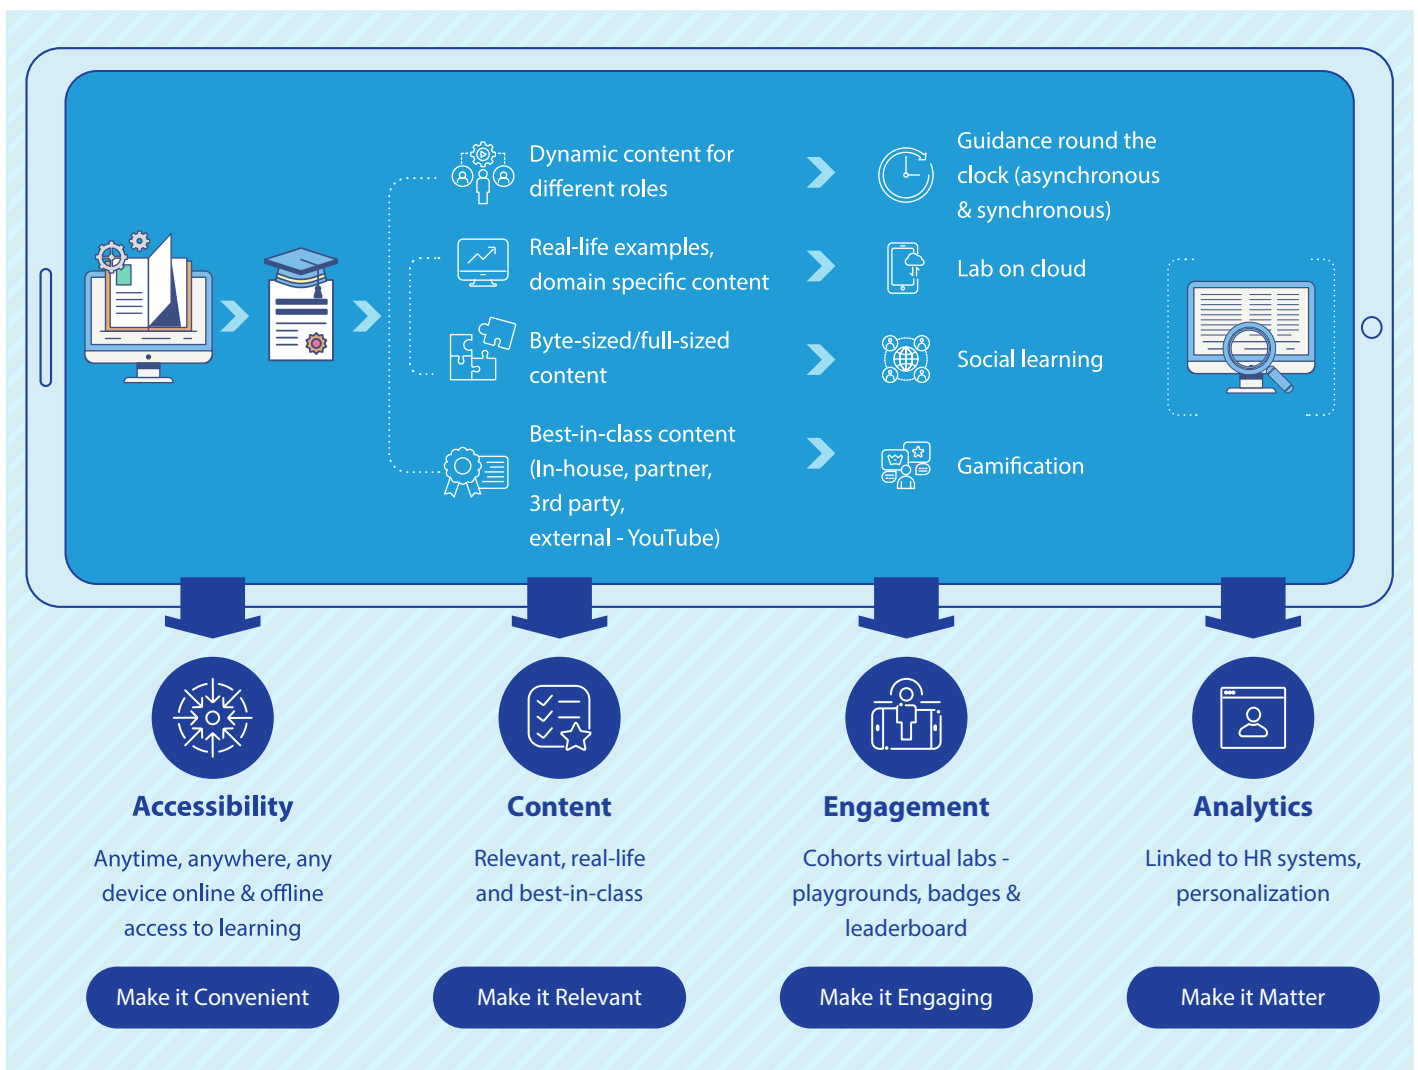 Dynamic content for
different roles
Guidance round the
clock (asynchronous
& synchronous)
Real-life examples,
domain specific content
Lab on cloud
Byte-sized/full-sized
content
Social learning
Best-in-class content
(In-house, partner,
3rd party,
external - YouTube)
Gamification
Accessibility
Anytime, anywhere, any
device online & offline
access to learning
Make it Convenient
Content
Relevant, real-life
and best-in-class
Make it Relevant
Engagement
Cohorts virtual labs -
playgrounds, badges &
leaderboard
Make it Engaging
Analytics
Linked to HR systems,
personalization
Make it Matter